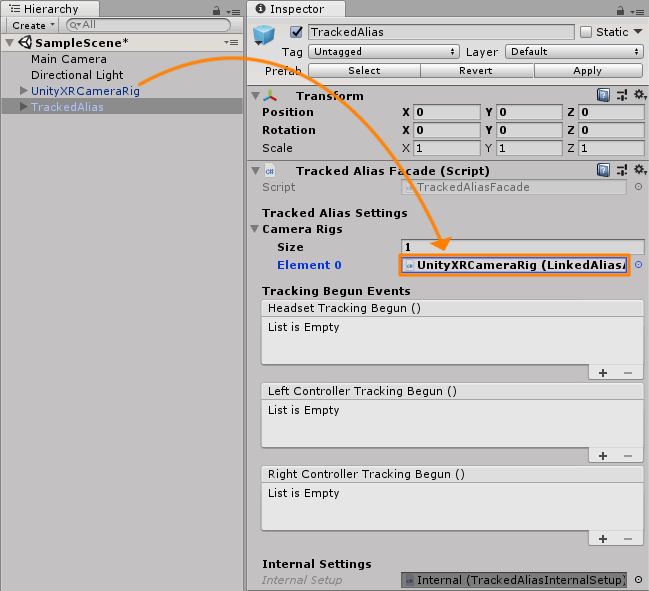 Hierarchy
Create
All
SampleScene*
Main Camera
Directional Light
UnityXRCameraRig
TrackedAlias
Inspector
TrackedAlias
Static
Tag Untagged Layer Default
Prefab Select Revert Apply
Transform
Position X 0 Y 0 Z 0
Rotation X 0 Y 0 Z 0
Scale X 1 Y 1 Z 1
Tracked Alias Facade (Script)
Script TrackedAliasFacade
Tracked Alias Settings
Camera Rigs
Size 1
Element 0 UnityXRCameraRig (LinkedAliasA
Tracking Begun Events
Headset Tracking Begun ()
List is Empty
+ −
Left Controller Tracking Begun ()
List is Empty
+ −
Right Controller Tracking Begun ()
List is Empty
+ −
Internal Settings
Internal Setup Internal (TrackedAliasInternalSetup)